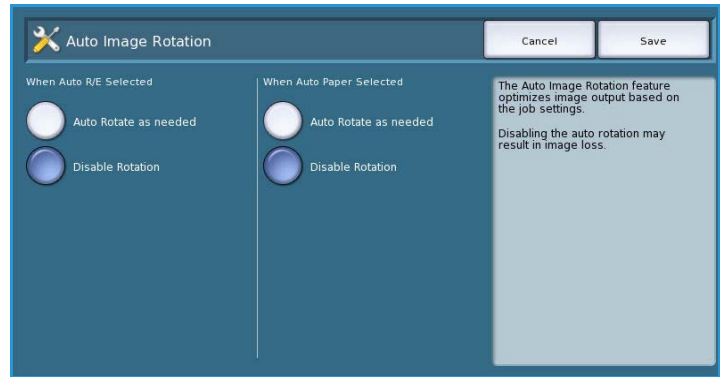 Auto Image Rotation
Cancel
Save
When Auto R/E Selected
Auto Rotate as needed
Disable Rotation
When Auto Paper Selected
Auto Rotate as needed
Disable Rotation
The Auto Image Rotation feature
optimizes image output based on
the job settings.
Disabling the auto rotation may
result in image loss.